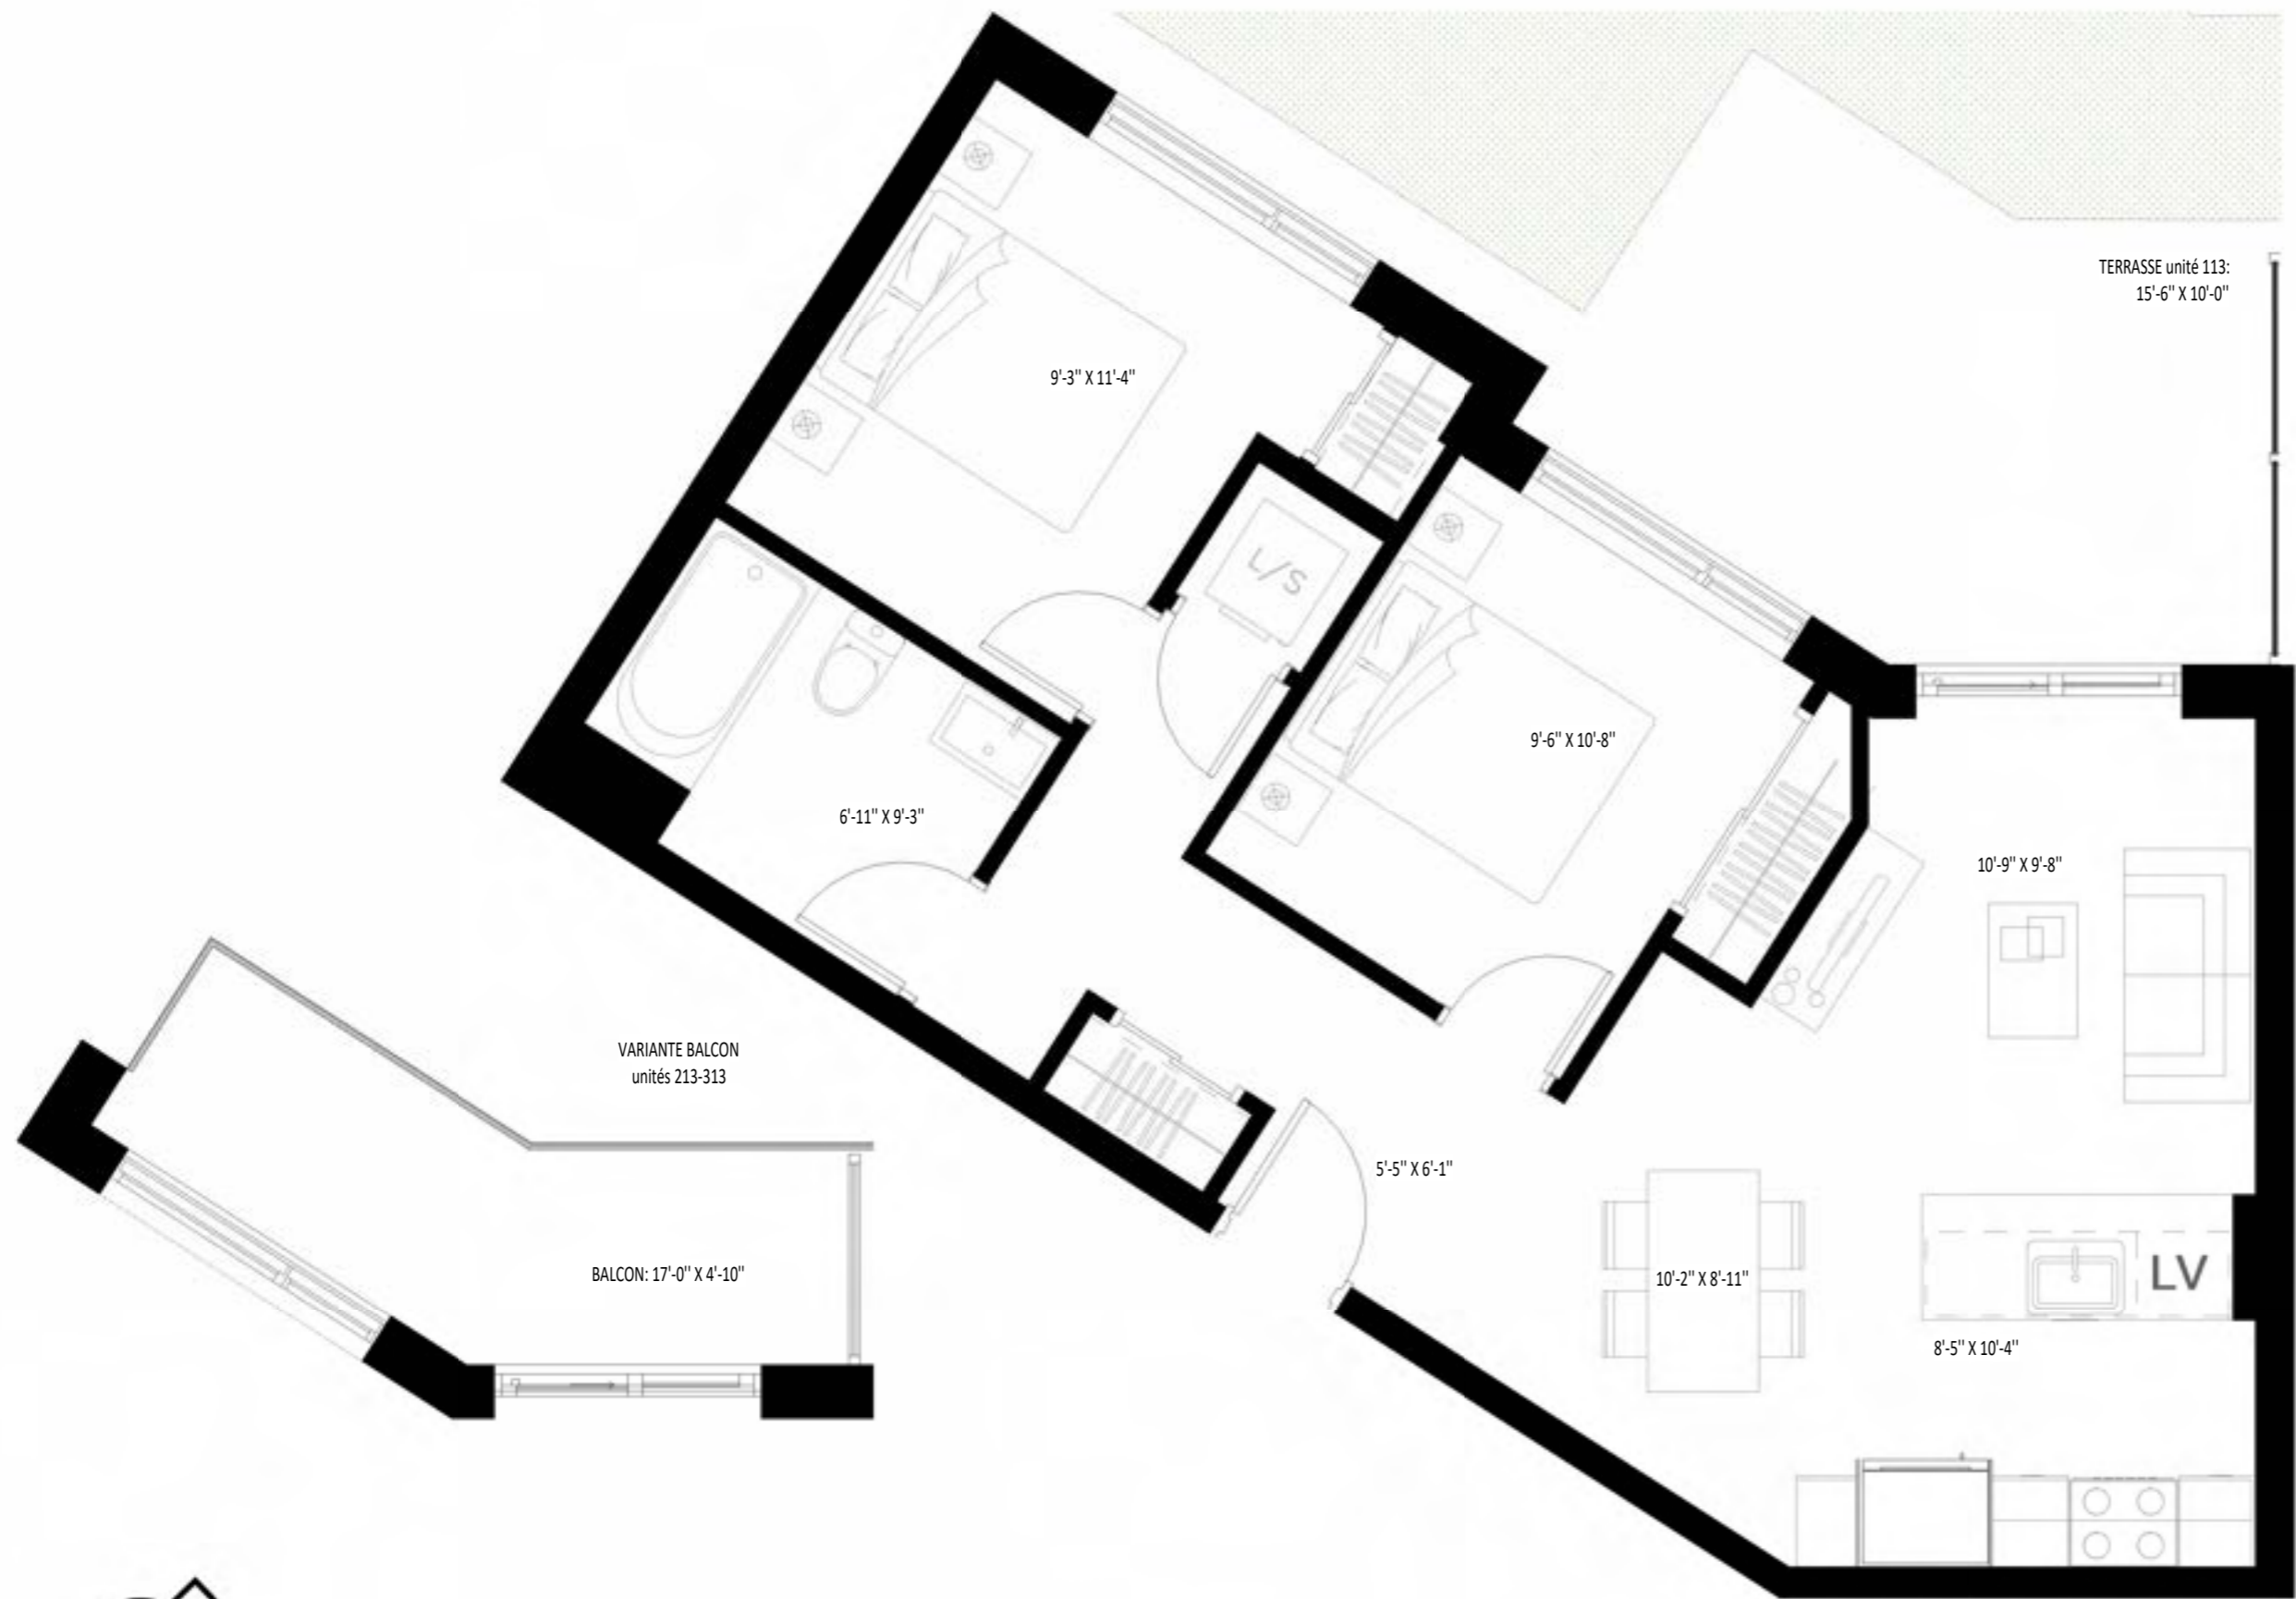 TERRASSE unité 113:
15'-6" X 10'-0"
9'-3" X 11'-4"
L/S
9'-6" X 10'-8"
6'-11" X 9'-3"
10'-9" X 9'-8"
VARIANTE BALCON
unités 213-313
5'-5" X 6'-1"
BALCON: 17'-0" X 4'-10"
10'-2" X 8'-11"
LV
8'-5" X 10'-4"